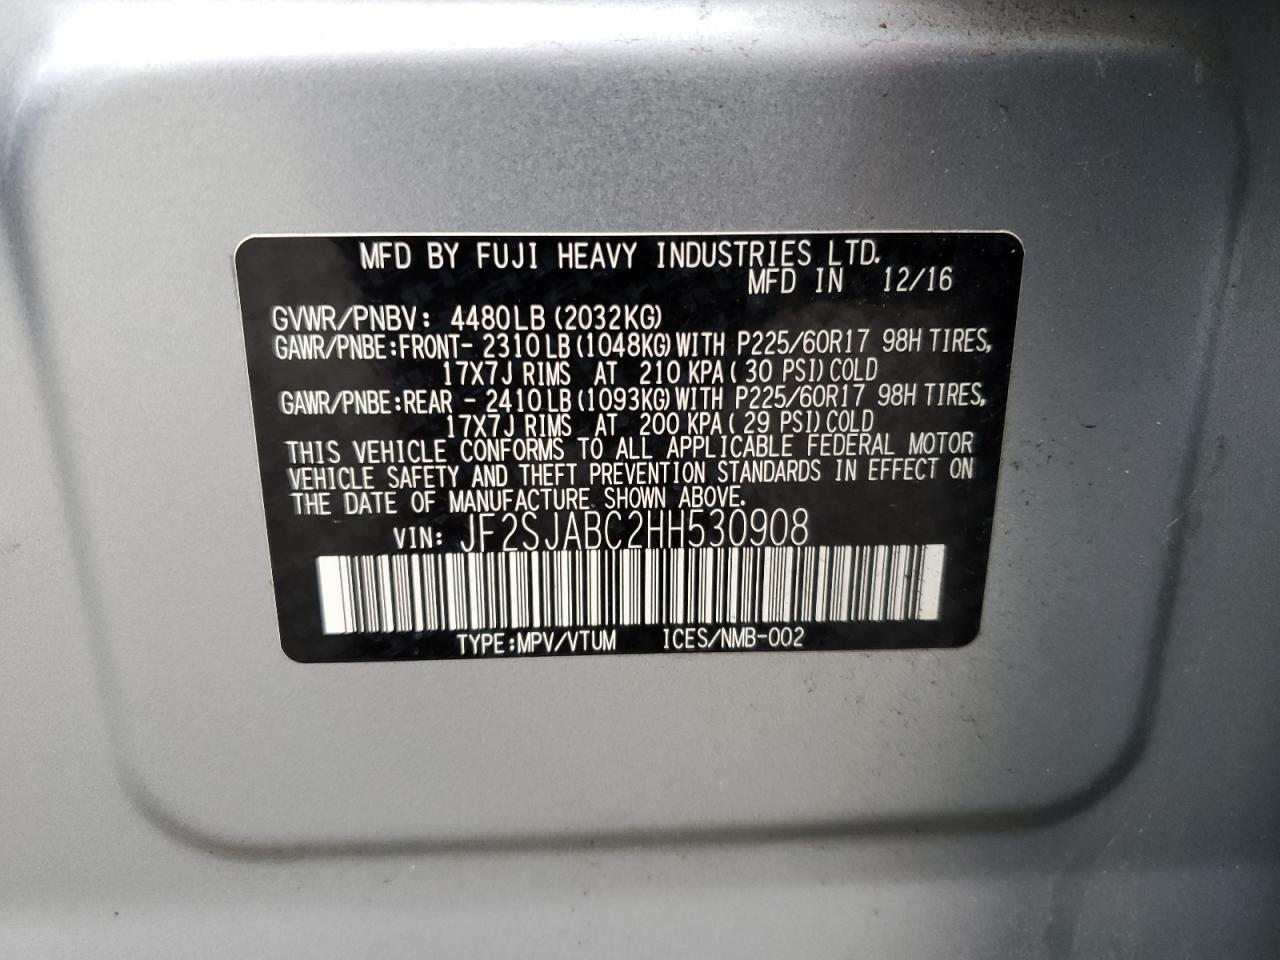 MFD BY FUJI HEAVY INDUSTRIES LTD.
MFD IN 12/16
GVWR/PNBV: 4480LB(2032KG)
GAWR/PNBE:FRONT- 2310LB(1048KG)WITH P225/60R17 98H TIRES,
17X7J RIMS AT 210 KPA( 30 PSI)COLD
GAWR/PNBE:REAR - 2410LB(1093KG)WITH P225/60R17 98H TIRES,
17X7J RIMS AT 200 KPA( 29 PSI)COLD
THIS VEHICLE CONFORMS TO ALL APPLICABLE FEDERAL MOTOR
VEHICLE SAFETY AND THEFT PREVENTION STANDARDS IN EFFECT ON
THE DATE OF MANUFACTURE SHOWN ABOVE.
VIN: JF2SJABC2HH530908
TYPE:MPV/VTUM ICES/NMB-002